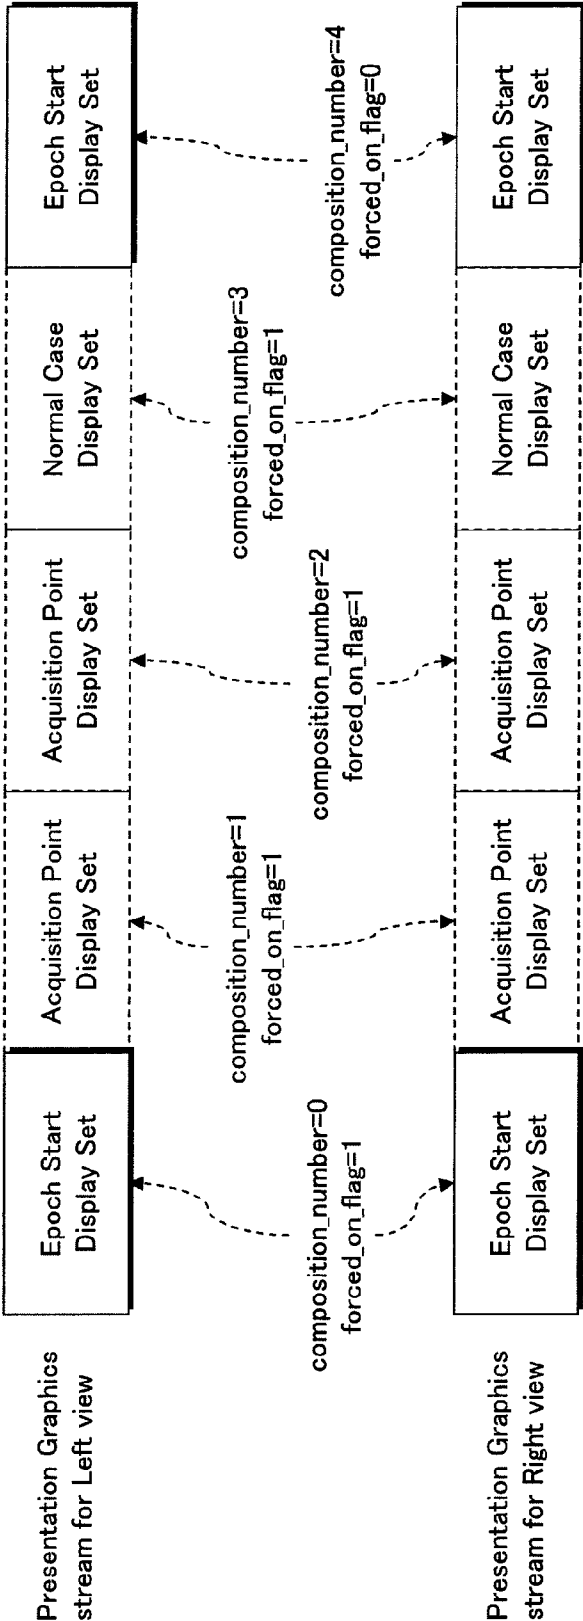 Presentation Graphics
stream for Left view
Epoch Start
Display Set
Acquisition Point
Display Set
Acquisition Point
Display Set
Normal Case
Display Set
Epoch Start
Display Set
composition_number=0
forced_on_flag=1
composition_number=1
forced_on_flag=1
composition_number=2
forced_on_flag=1
composition_number=3
forced_on_flag=1
composition_number=4
forced_on_flag=0
Presentation Graphics
stream for Right view
Epoch Start
Display Set
Acquisition Point
Display Set
Acquisition Point
Display Set
Normal Case
Display Set
Epoch Start
Display Set